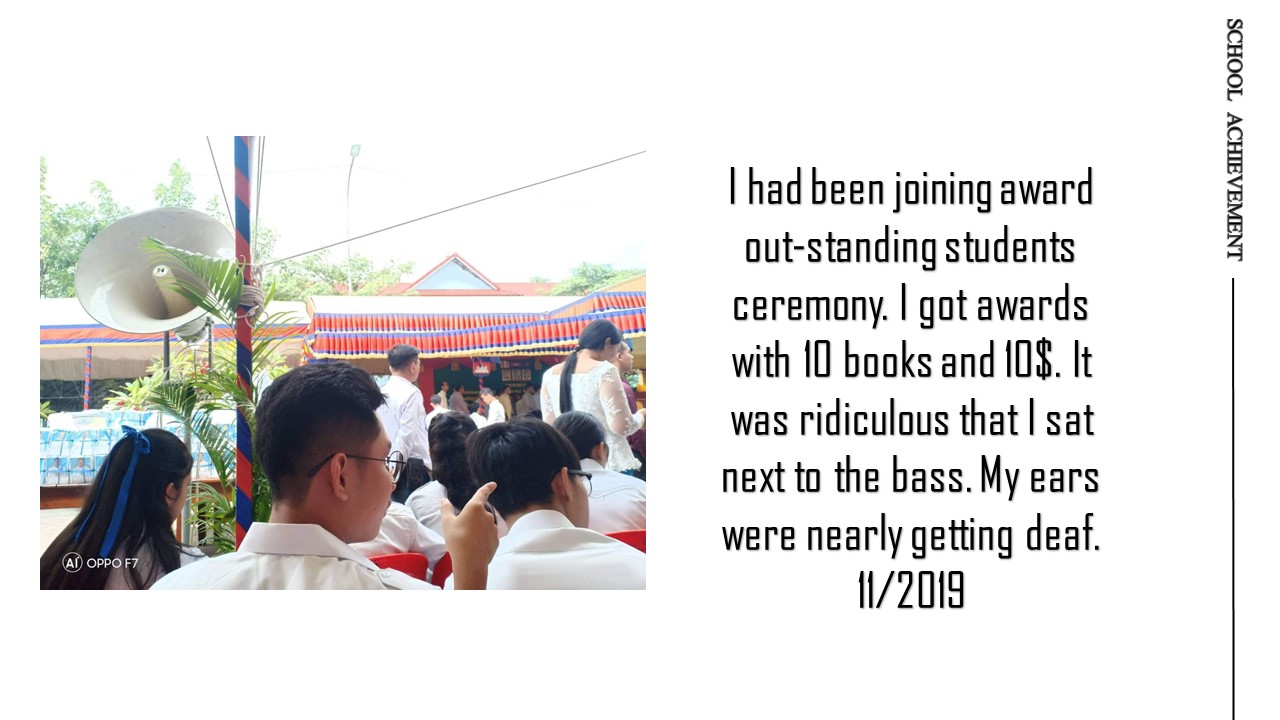 SCHOOL ACHIEVEMENT
I had been joining award
out-standing students
ceremony. I got awards
with 10 books and 10$. It
was ridiculous that I sat
next to the bass. My ears
were nearly getting deaf.
11/2019
AI OPPO F7